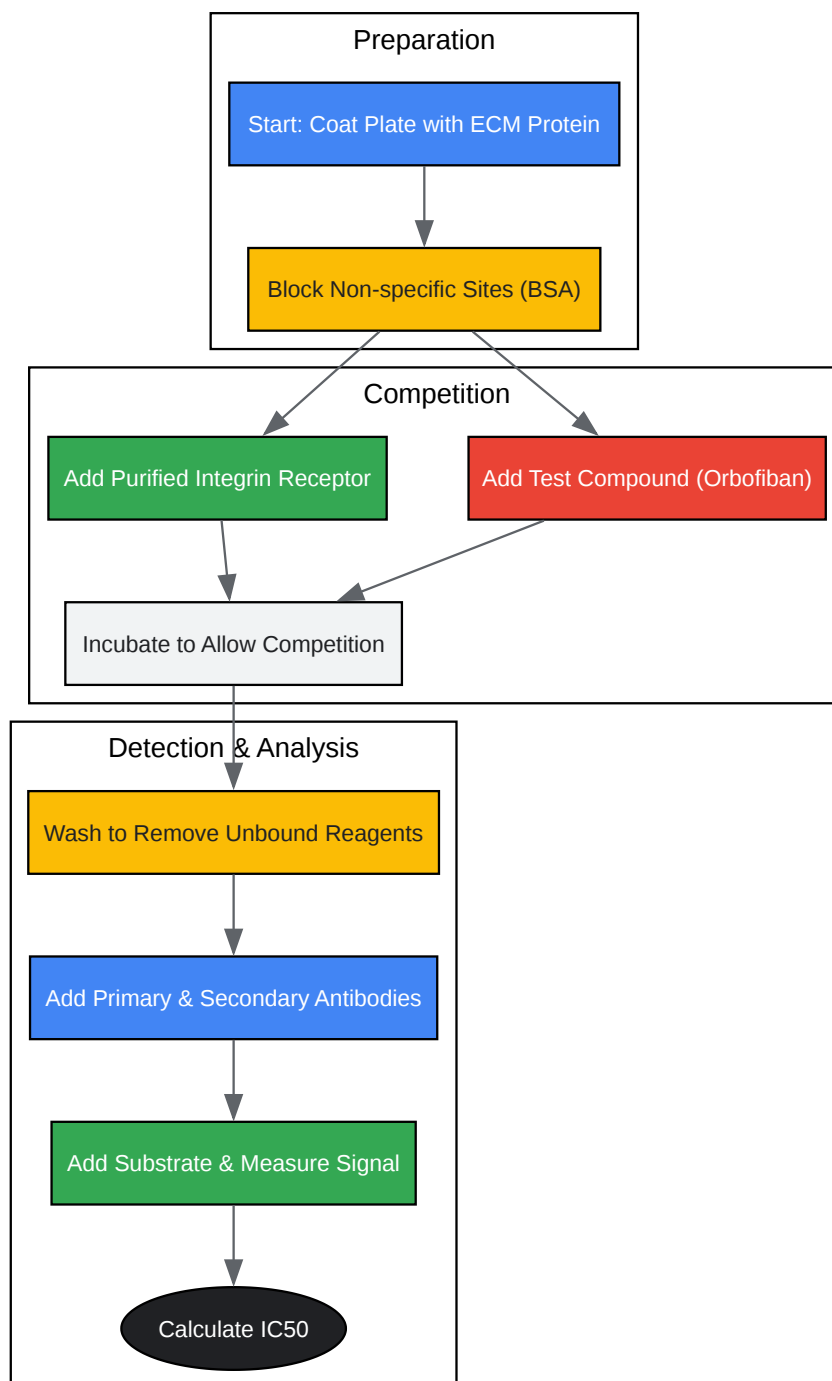 Preparation
Start: Coat Plate with ECM Protein
Block Non-specific Sites (BSA)
Competition
Add Purified Integrin Receptor
Add Test Compound (Orbofiban)
Incubate to Allow Competition
Detection & Analysis
Wash to Remove Unbound Reagents
Add Primary & Secondary Antibodies
Add Substrate & Measure Signal
Calculate IC50